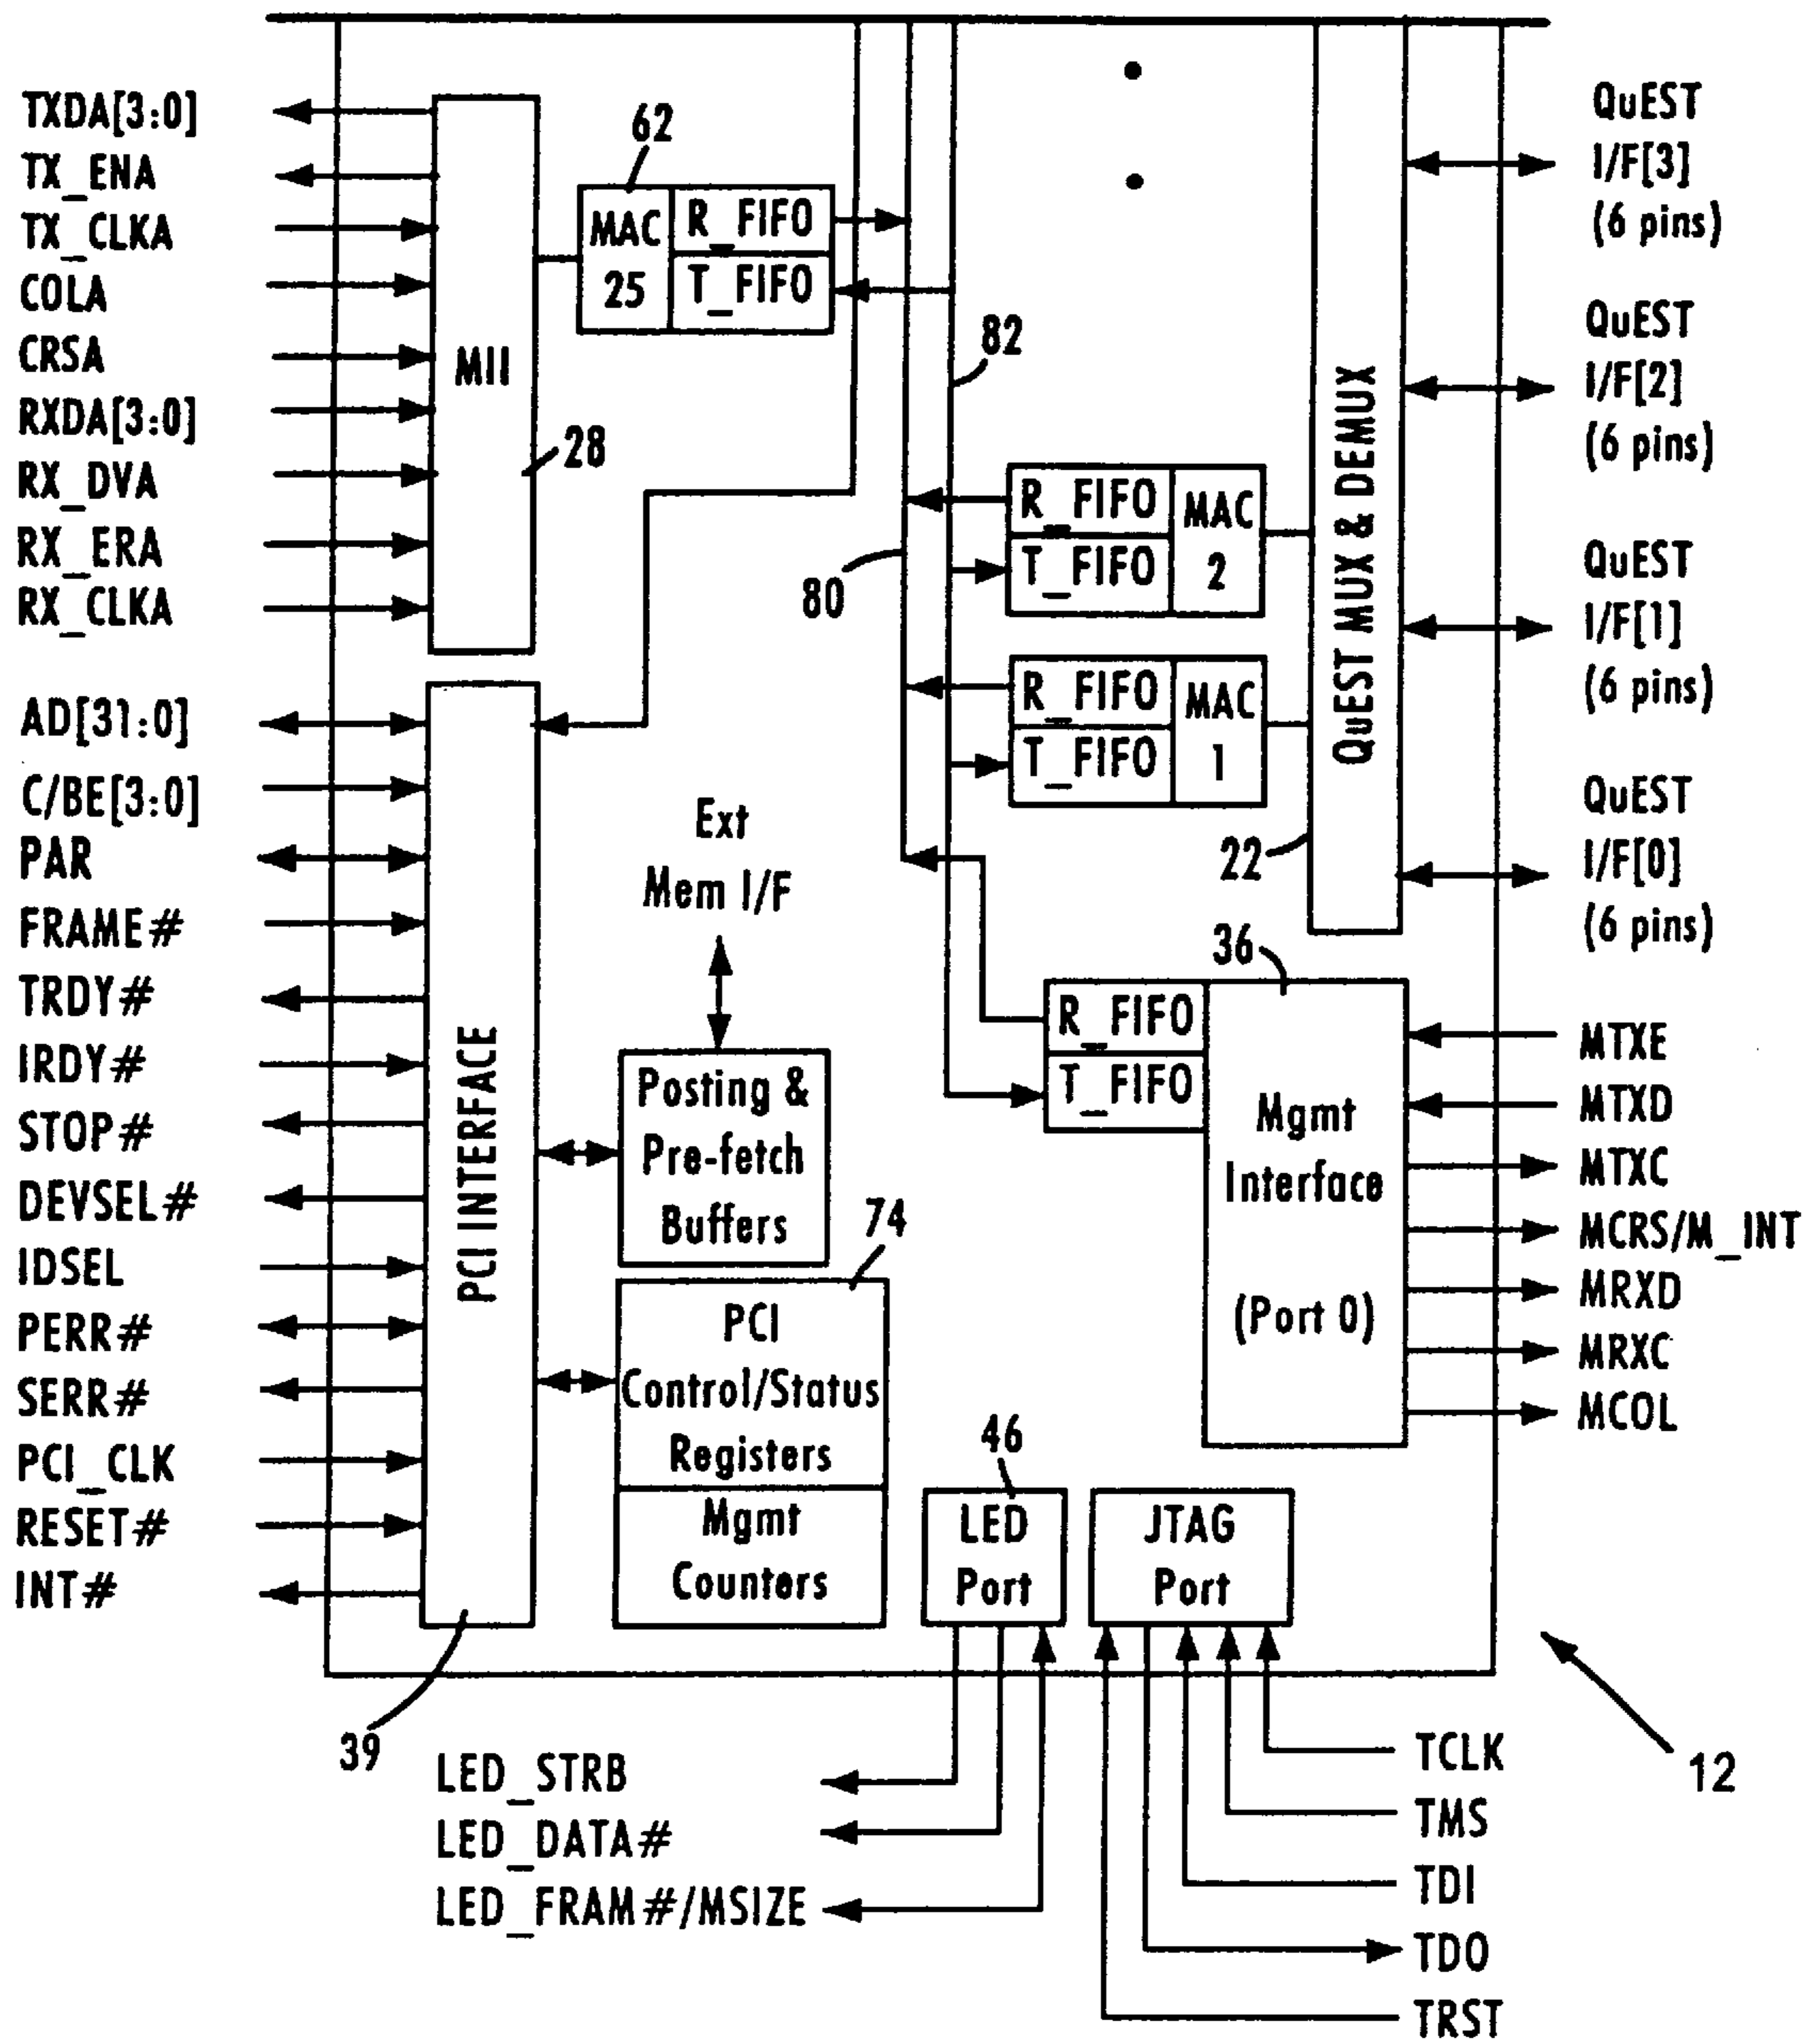 TXDA[3:0]
TX_ENA
TX_CLKA
COLA
CRSA
RXDA[3:0]
RX_DVA
RX_ERA
RX_CLKA
MII
28
62
MAC
25
R_FIFO
T_FIFO
82
80
R_FIFO
T_FIFO
MAC
2
R_FIFO
T_FIFO
MAC
1
QuEST MUX & DEMUX
22
QuEST
I/F[3]
(6 pins)
QuEST
I/F[2]
(6 pins)
QuEST
I/F[1]
(6 pins)
QuEST
I/F[0]
(6 pins)
AD[31:0]
C/BE[3:0]
PAR
FRAME#
TRDY#
IRDY#
STOP#
DEVSEL#
IDSEL
PERR#
SERR#
PCI_CLK
RESET#
INT#
PCI INTERFACE
39
Ext
Mem I/F
Posting &
Pre-fetch
Buffers
74
PCI
Control/Status
Registers
Mgmt
Counters
36
R_FIFO
T_FIFO
Mgmt
Interface
(Port 0)
MTXE
MTXD
MTXC
MCRS/M_INT
MRXD
MRXC
MCOL
46
LED
Port
JTAG
Port
LED_STRB
LED_DATA#
LED_FRAM#/MSIZE
TCLK
TMS
TDI
TDO
TRST
12